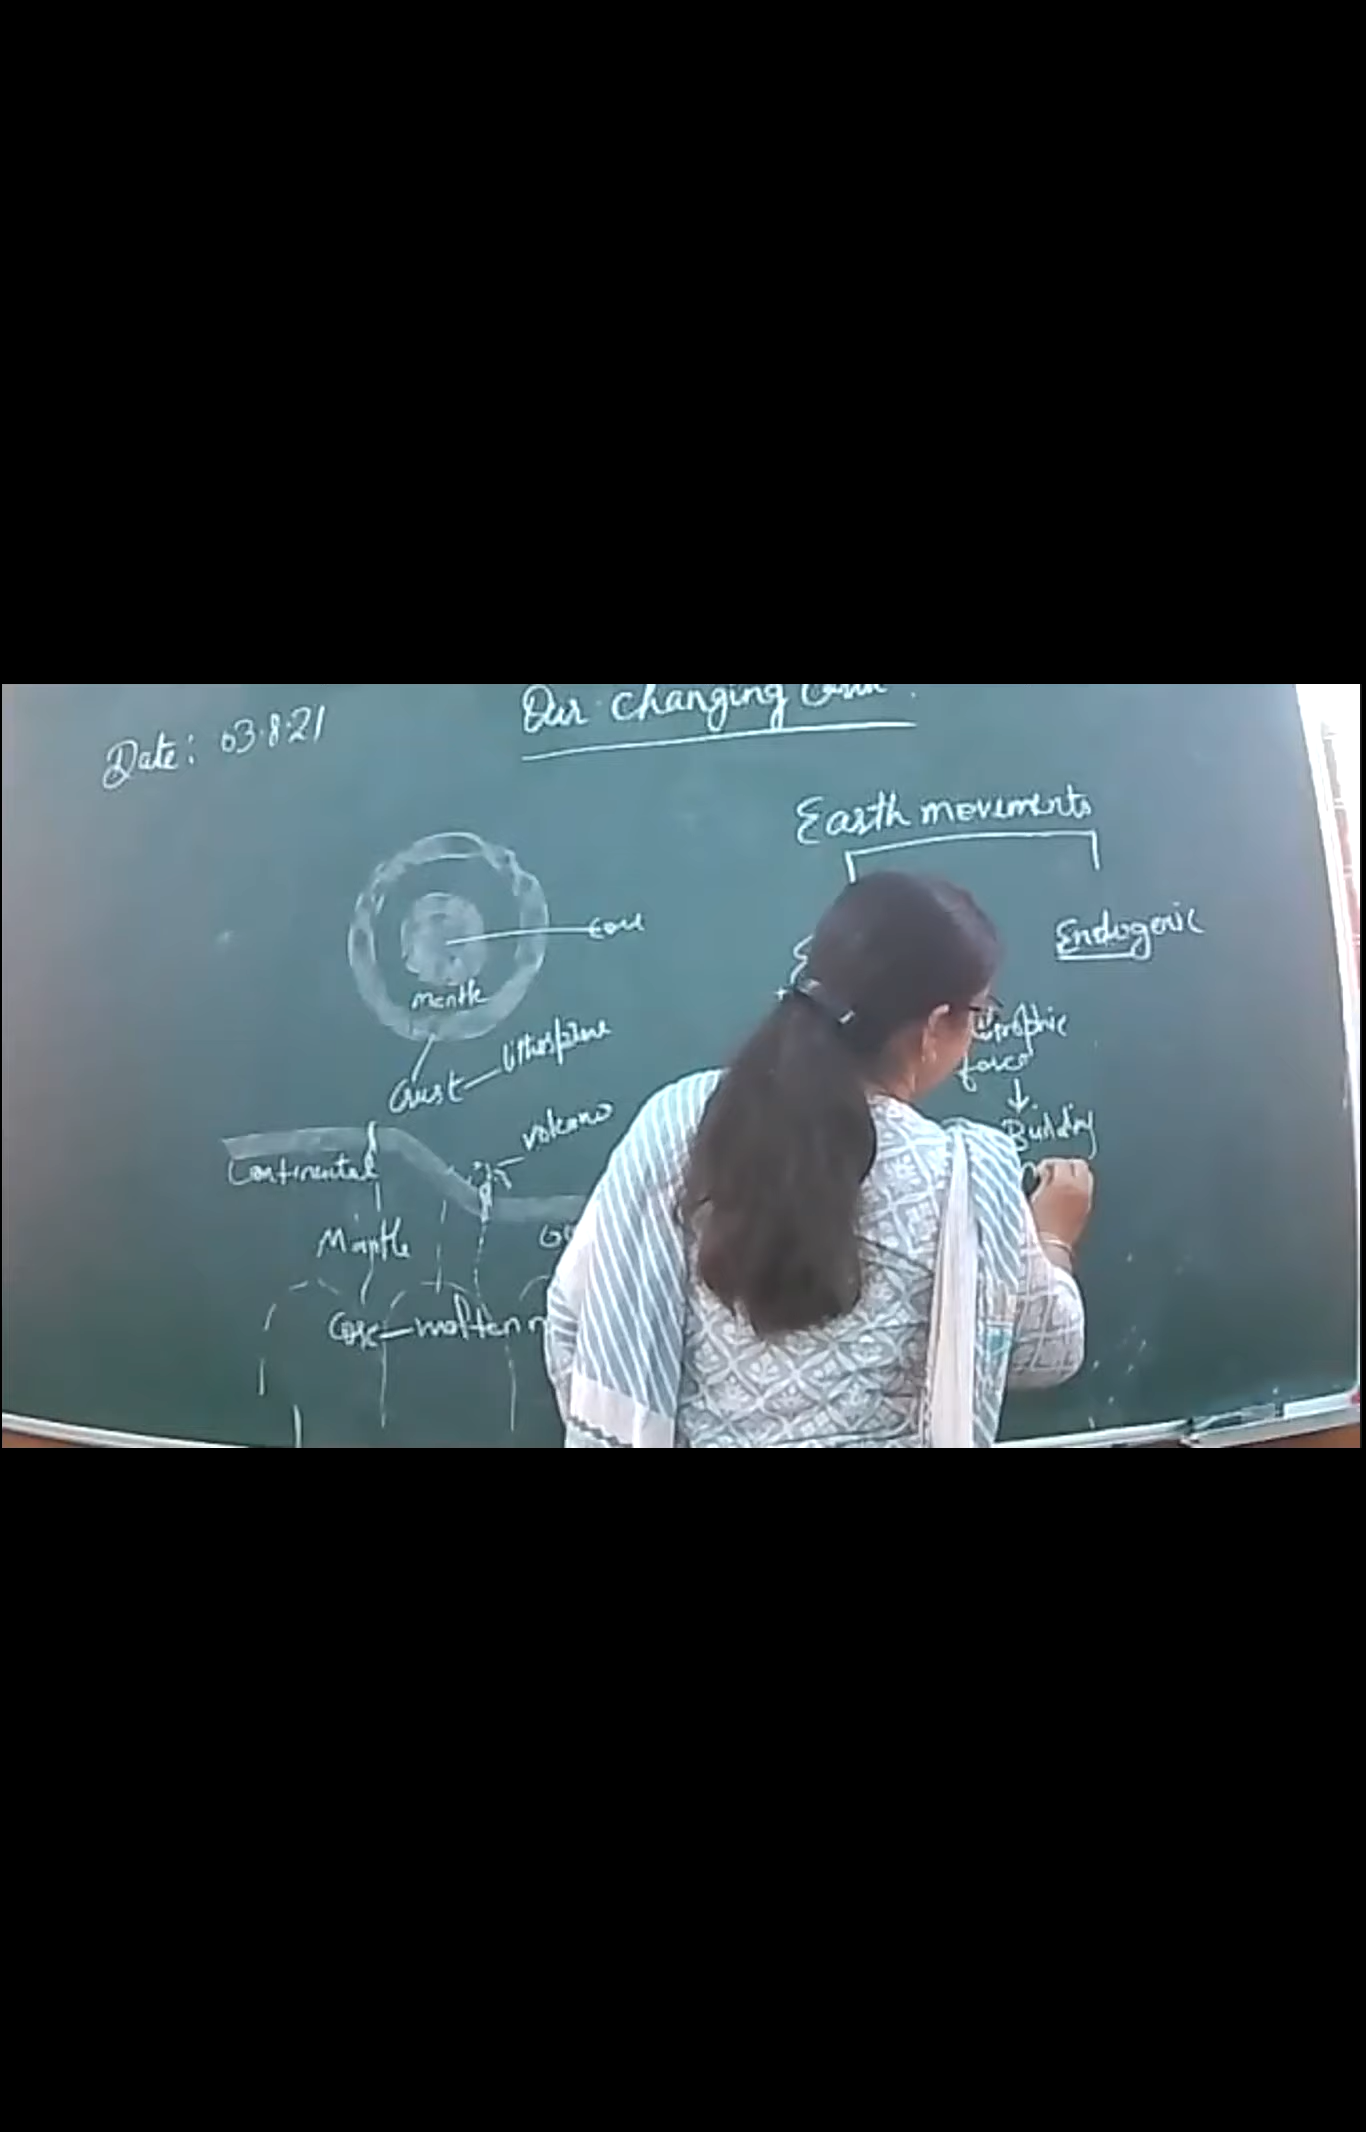 Date: 03.8.21
Our changing
Earth movements
Endogenic
Core
Mantle
Crust — lithosphere
volcano
Continental
Mantle
Core — molten
force
Building